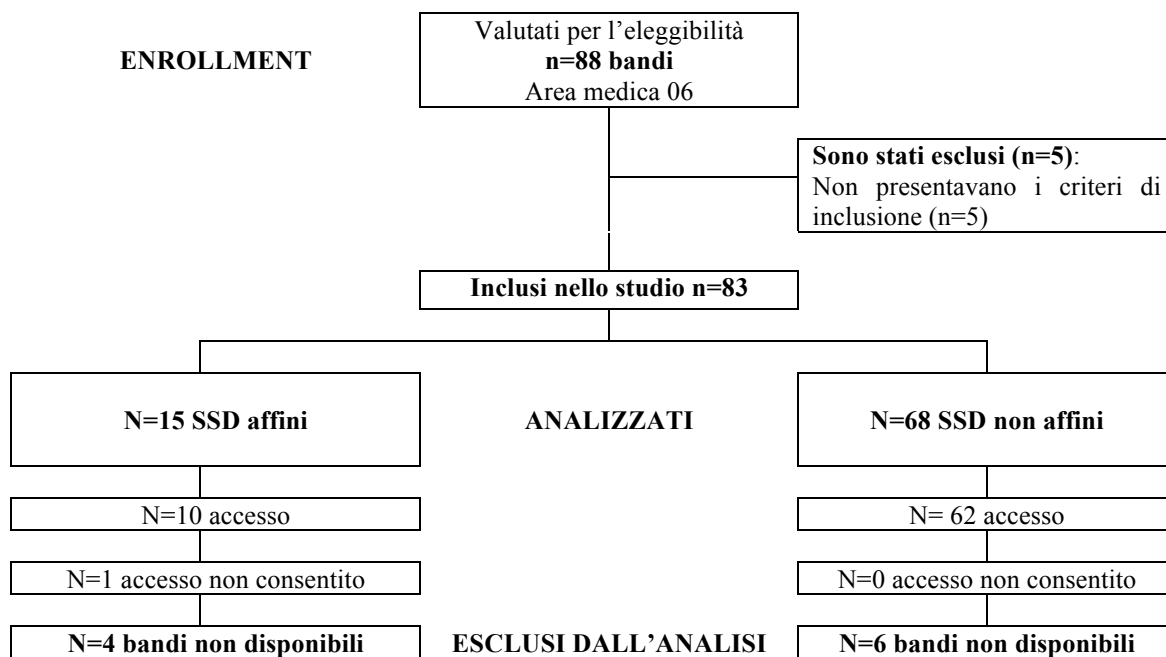 ENROLLMENT
Valutati per l'eleggibilità
n=88 bandi
Area medica 06
Sono stati esclusi (n=5):
Non presentavano i criteri di
inclusione (n=5)
Inclusi nello studio n=83
N=15 SSD affini
ANALIZZATI
N=68 SSD non affini
N=10 accesso
N= 62 accesso
N=1 accesso non consentito
N=0 accesso non consentito
N=4 bandi non disponibili
ESCLUSI DALL'ANALISI
N=6 bandi non disponibili